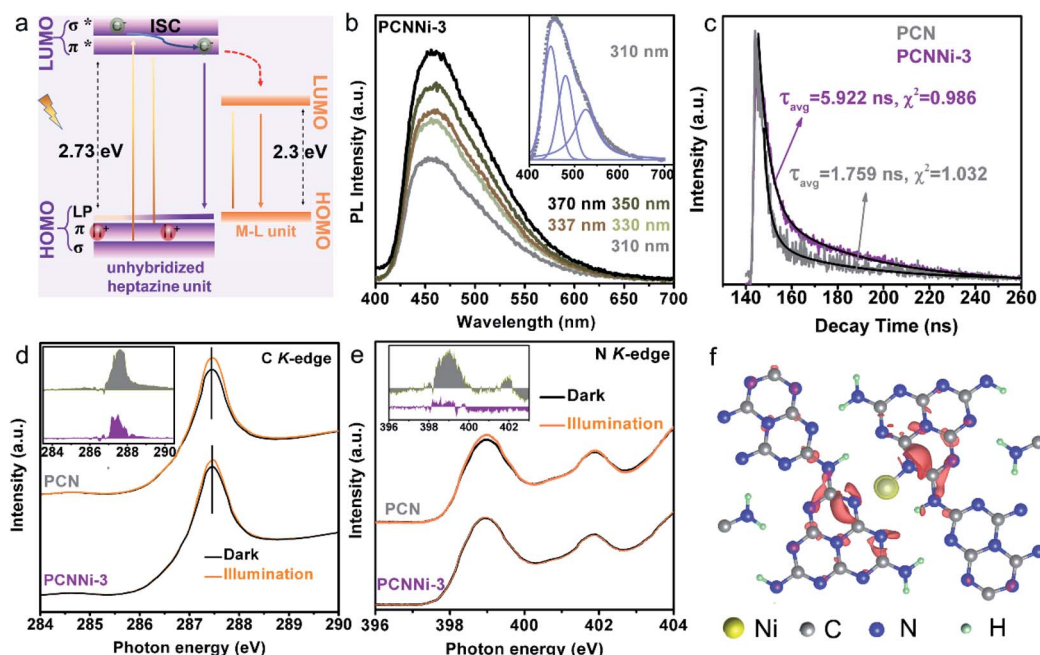 a
LUMO
σ *
π *
e⁻
ISC
e⁻
LUMO
2.73 eV
2.3 eV
HOMO
LP
π
σ
h⁺
h⁺
HOMO
M-L unit
unhybridized
heptazine unit
b
PCNNi-3
PL Intensity (a.u.)
310 nm
400 500 600 700
370 nm 350 nm
337 nm 330 nm
310 nm
400 450 500 550 600 650 700
Wavelength (nm)
c
PCN
PCNNi-3
Intensity (a.u.)
τavg=5.922 ns, χ²=0.986
τavg=1.759 ns, χ²=1.032
140 160 180 200 220 240 260
Decay Time (ns)
d
C K-edge
Intensity (a.u.)
284 286 288 290
PCN
PCNNi-3
Dark
Illumination
284 285 286 287 288 289 290
Photon energy (eV)
e
N K-edge
Intensity (a.u.)
396 398 400 402
Dark
Illumination
PCN
PCNNi-3
396 398 400 402 404
Photon energy (eV)
f
Ni C N H